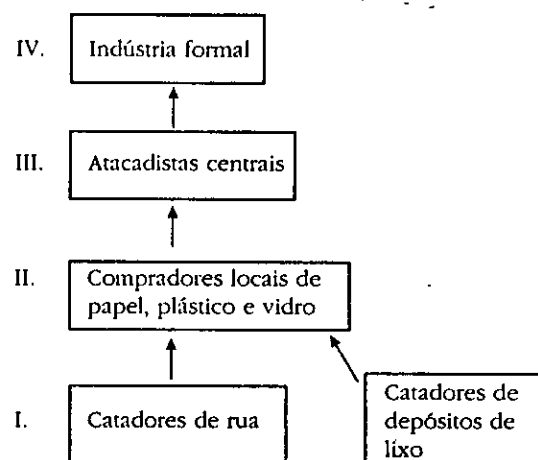 IV. Indústria formal
III. Atacadistas centrais
II. Compradores locais de
papel, plástico e vidro
I. Catadores de rua
Catadores de
depósitos de
lixo